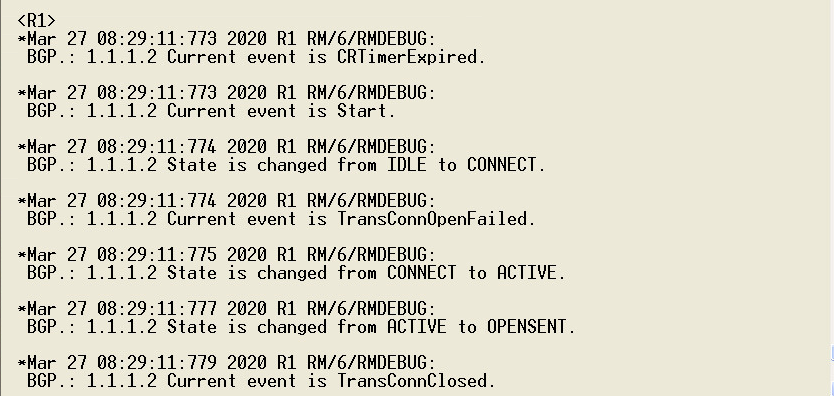 <R1>
*Mar 27 08:29:11:773 2020 R1 RM/6/RMDEBUG:
BGP.: 1.1.1.2 Current event is CRTimerExpired.
*Mar 27 08:29:11:773 2020 R1 RM/6/RMDEBUG:
BGP.: 1.1.1.2 Current event is Start.
*Mar 27 08:29:11:774 2020 R1 RM/6/RMDEBUG:
BGP.: 1.1.1.2 State is changed from IDLE to CONNECT.
*Mar 27 08:29:11:774 2020 R1 RM/6/RMDEBUG:
BGP.: 1.1.1.2 Current event is TransConnOpenFailed.
*Mar 27 08:29:11:775 2020 R1 RM/6/RMDEBUG:
BGP.: 1.1.1.2 State is changed from CONNECT to ACTIVE.
*Mar 27 08:29:11:777 2020 R1 RM/6/RMDEBUG:
BGP.: 1.1.1.2 State is changed from ACTIVE to OPENSENT.
*Mar 27 08:29:11:779 2020 R1 RM/6/RMDEBUG:
BGP.: 1.1.1.2 Current event is TransConnClosed.